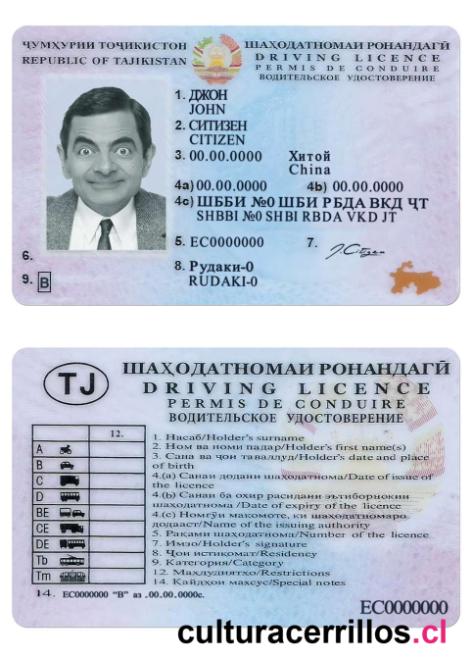 ҶУМҲУРИИ ТОҶИКИСТОН
REPUBLIC OF TAJIKISTAN
ШАҲОДАТНОМАИ РОНАНДАГӢ
DRIVING LICENCE
PERMIS DE CONDUIRE
ВОДИТЕЛЬСКОЕ УДОСТОВЕРЕНИЕ
1. ДЖОН
JOHN
2. СИТИЗЕН
CITIZEN
3. 00.00.0000 Хитой
China
4a) 00.00.0000 4b) 00.00.0000
4c) ШББИ №0 ШБИ РБДА ВКД ҶТ
SHBBI №0 SHBI RBDA VKD JT
5. EC0000000 7. J.Citizen
6.
8. Рудаки-0
RUDAKI-0
9. B
TJ
ШАҲОДАТНОМАИ РОНАНДАГӢ
DRIVING LICENCE
PERMIS DE CONDUIRE
ВОДИТЕЛЬСКОЕ УДОСТОВЕРЕНИЕ
12.
A
B
C
D
BE
CE
DE
Tb
Tm
1. Насаб/Holder's surname
2. Ном ва номи падар/Holder's first name(s)
3. Сана ва ҷои таваллуд/Holder's date and place
of birth
4.(a) Санаи додани шаҳодатнома/Date of issue of
the licence
4.(b) Санаи ба охир расидани эътибориокии
шаҳодатнома/Date of expiry of the licence
4.(c) Номгӯи макомоте, ки шаҳодатномаро
додааст/Name of the issuing authority
5. Раками шаҳодатнома/Number of the licence
7. Имзо/Holder's signature
8. Ҷои истиқомат/Residency
9. Категория/Category
12. Маҳдудиятҳо/Restrictions
14. Қайдҳои махсус/Special notes
14. EC0000000 "B" аз .00.00.0000с.
EC0000000
culturacerrillos.cl